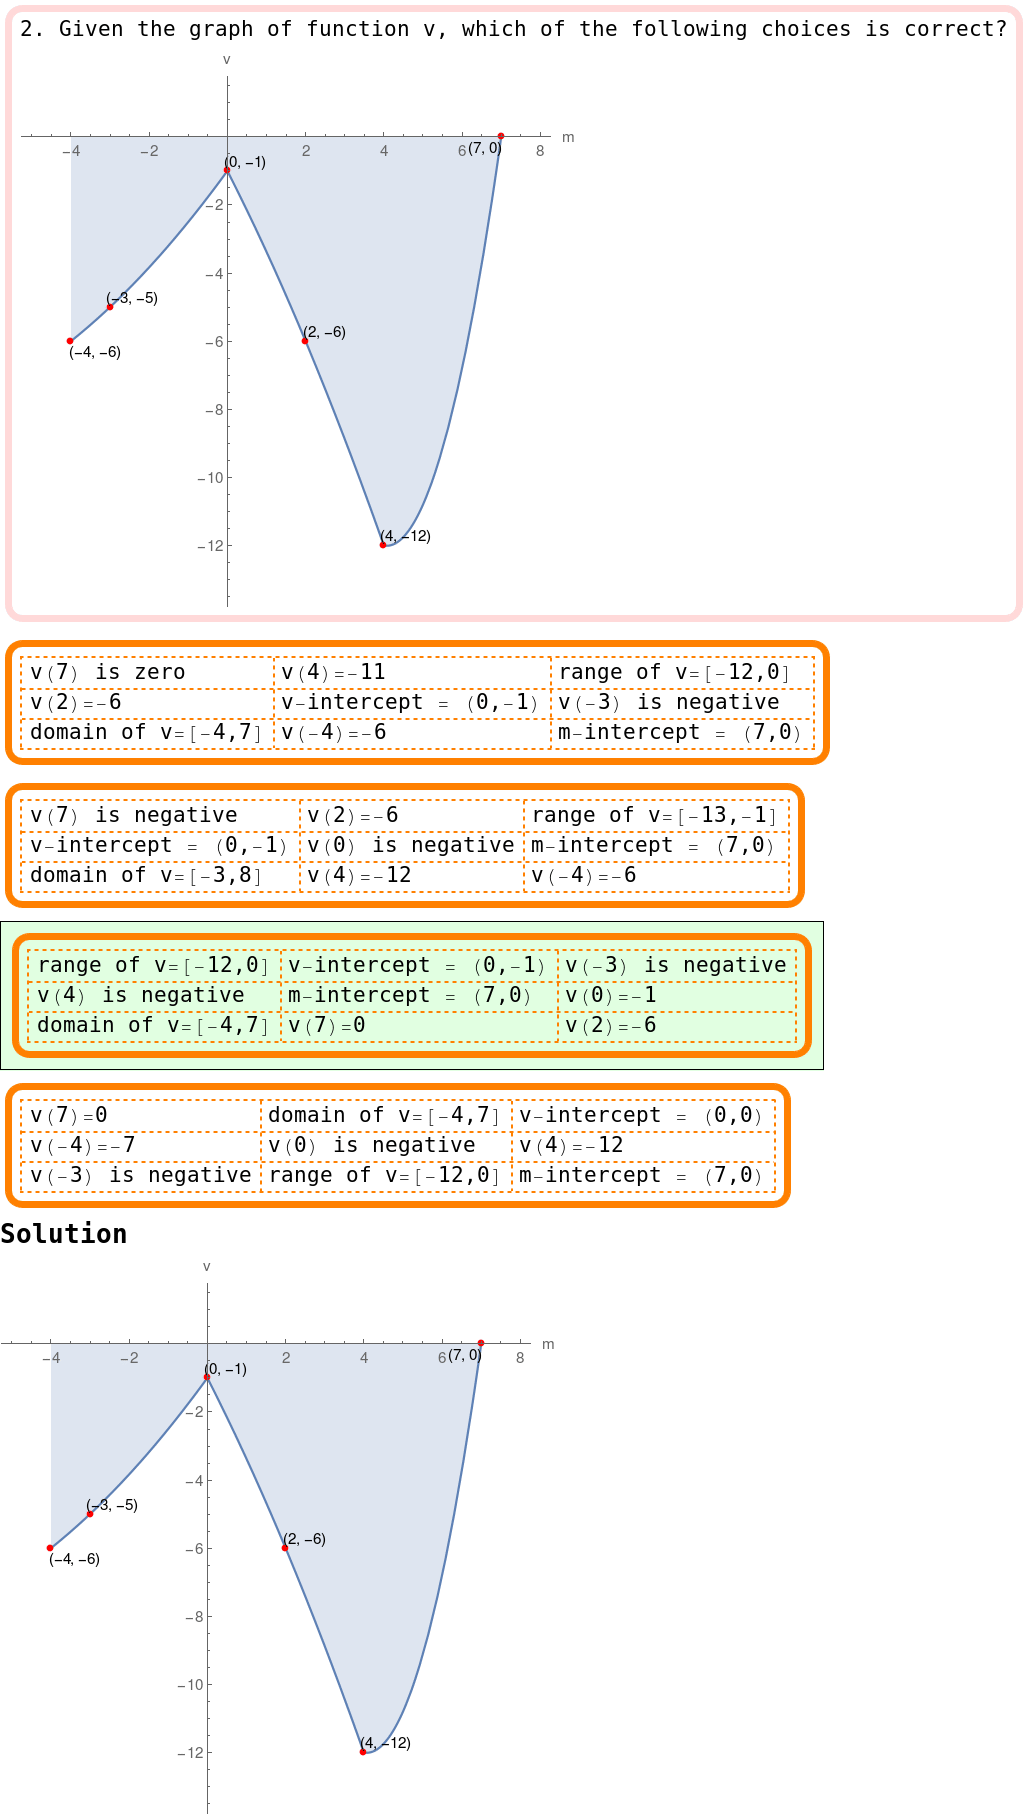 2. Given the graph of function v, which of the following choices is correct?
v
m
−4 −2 2 4 6 8
(7, 0)
(0, −1)
−2
−4
(−3, −5)
(2, −6)
−6
(−4, −6)
−8
−10
(4, −12)
−12
v(7) is zero v(4)=-11 range of v=[-12,0]
v(2)=-6 v-intercept = (0,-1) v(-3) is negative
domain of v=[-4,7] v(-4)=-6 m-intercept = (7,0)
v(7) is negative v(2)=-6 range of v=[-13,-1]
v-intercept = (0,-1) v(0) is negative m-intercept = (7,0)
domain of v=[-3,8] v(4)=-12 v(-4)=-6
range of v=[-12,0] v-intercept = (0,-1) v(-3) is negative
v(4) is negative m-intercept = (7,0) v(0)=-1
domain of v=[-4,7] v(7)=0 v(2)=-6
v(7)=0 domain of v=[-4,7] v-intercept = (0,0)
v(-4)=-7 v(0) is negative v(4)=-12
v(-3) is negative range of v=[-12,0] m-intercept = (7,0)
Solution
v
m
−4 −2 2 4 6 8
(7, 0)
(0, −1)
−2
−4
(−3, −5)
(2, −6)
−6
(−4, −6)
−8
−10
(4, −12)
−12